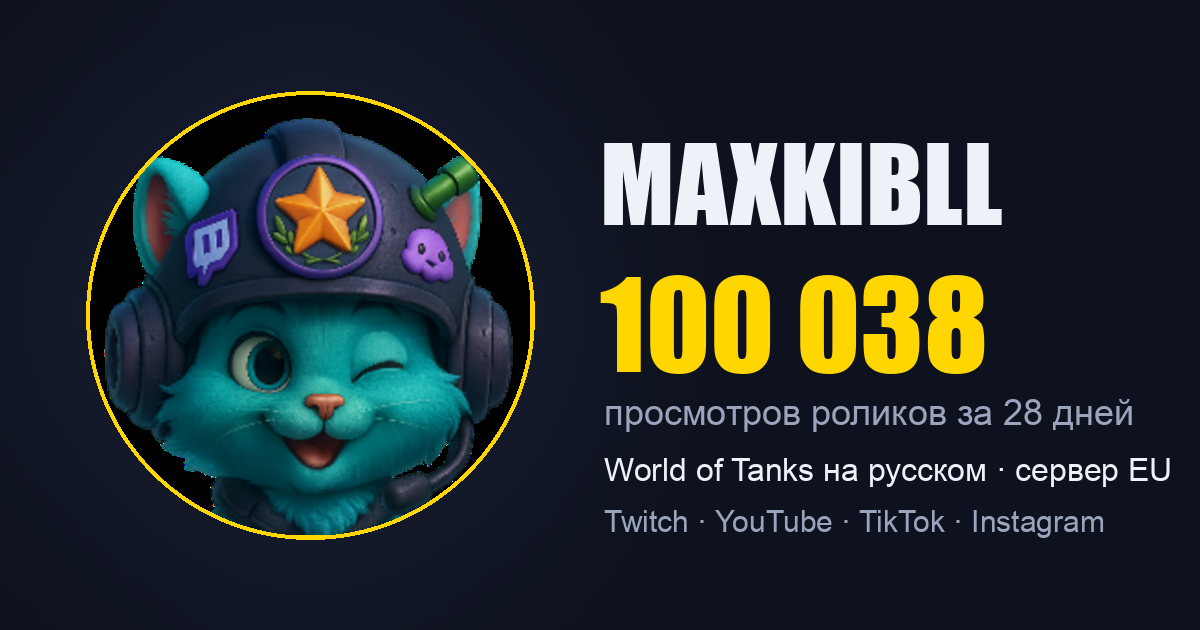 MAXKIBLL
100 038
просмотров роликов за 28 дней
World of Tanks на русском · сервер EU
Twitch · YouTube · TikTok · Instagram